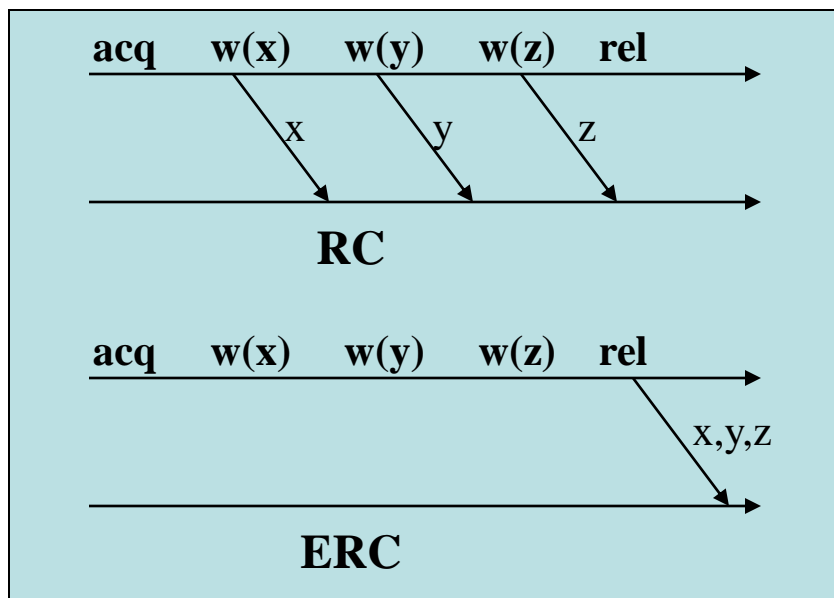 acq w(x) w(y) w(z) rel
x y z
RC
acq w(x) w(y) w(z) rel
x,y,z
ERC